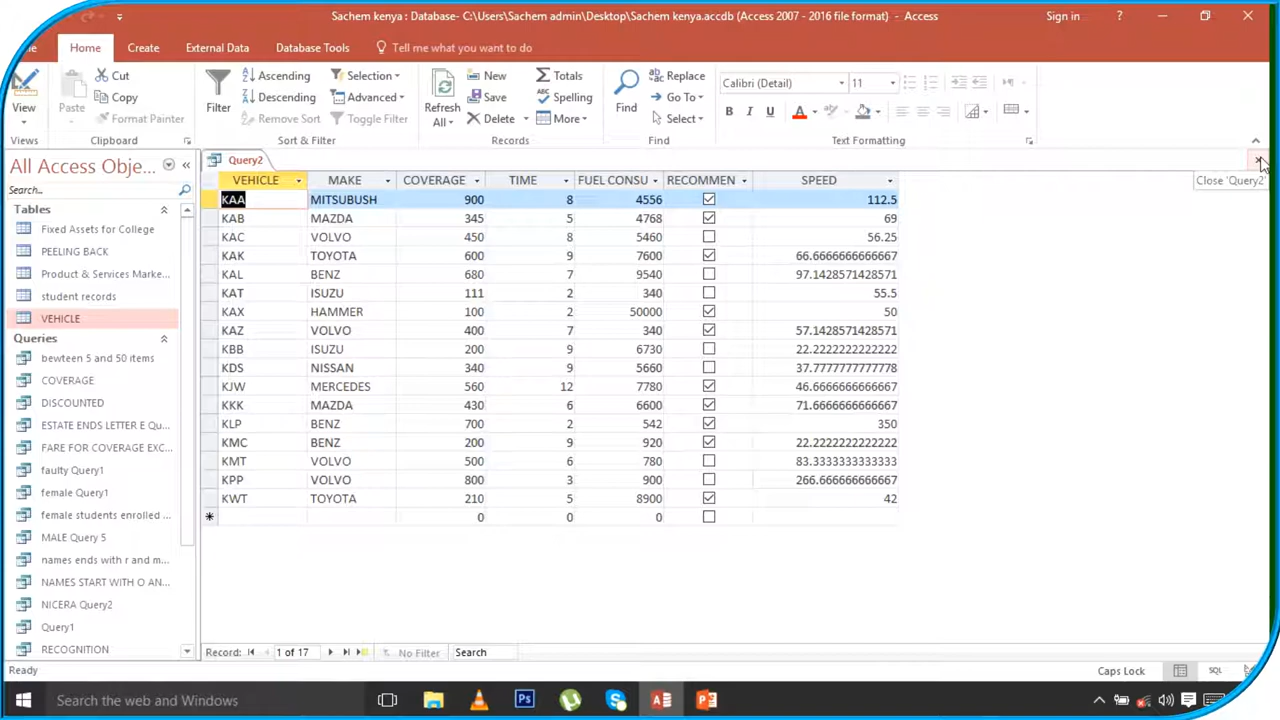 Sachem kenya : Database- C:\Users\Sachem admin\Desktop\Sachem kenya.accdb (Access 2007 - 2016 file format) - Access
Sign in ?
Home Create External Data Database Tools Tell me what you want to do
View
Views
Paste
Cut
Copy
Format Painter
Clipboard
Filter
Ascending
Descending
Remove Sort
Selection
Advanced
Toggle Filter
Sort & Filter
Refresh
All
New
Save
Delete
Totals
Spelling
More
Records
Find
Replace
Go To
Select
Find
Calibri (Detail) 11
B I U A
Text Formatting
All Access Obje...
Search...
Tables
Fixed Assets for College
PEELING BACK
Product & Services Marke...
student records
VEHICLE
Queries
bewteen 5 and 50 items
COVERAGE
DISCOUNTED
ESTATE ENDS LETTER E Qu...
FARE FOR COVERAGE EXC...
faulty Query1
female Query1
female students enrolled ...
MALE Query 5
names ends with r and m...
NAMES START WITH O AN...
NICERA Query2
Query1
RECOGNITION
Query2
Close 'Query2'
VEHICLE MAKE COVERAGE TIME FUEL CONSU RECOMMEN SPEED
KAA MITSUBUSH 900 8 4556 112.5
KAB MAZDA 345 5 4768 69
KAC VOLVO 450 8 5460 56.25
KAK TOYOTA 600 9 7600 66.6666666666667
KAL BENZ 680 7 9540 97.1428571428571
KAT ISUZU 111 2 340 55.5
KAX HAMMER 100 2 50000 50
KAZ VOLVO 400 7 340 57.1428571428571
KBB ISUZU 200 9 6730 22.2222222222222
KDS NISSAN 340 9 5660 37.7777777777778
KJW MERCEDES 560 12 7780 46.6666666666667
KKK MAZDA 430 6 6600 71.6666666666667
KLP BENZ 700 2 542 350
KMC BENZ 200 9 920 22.2222222222222
KMT VOLVO 500 6 780 83.3333333333333
KPP VOLVO 800 3 900 266.666666666667
KWT TOYOTA 210 5 8900 42
* 0 0 0
Record: 1 of 17 No Filter Search
Ready
Caps Lock SQL
Search the web and Windows